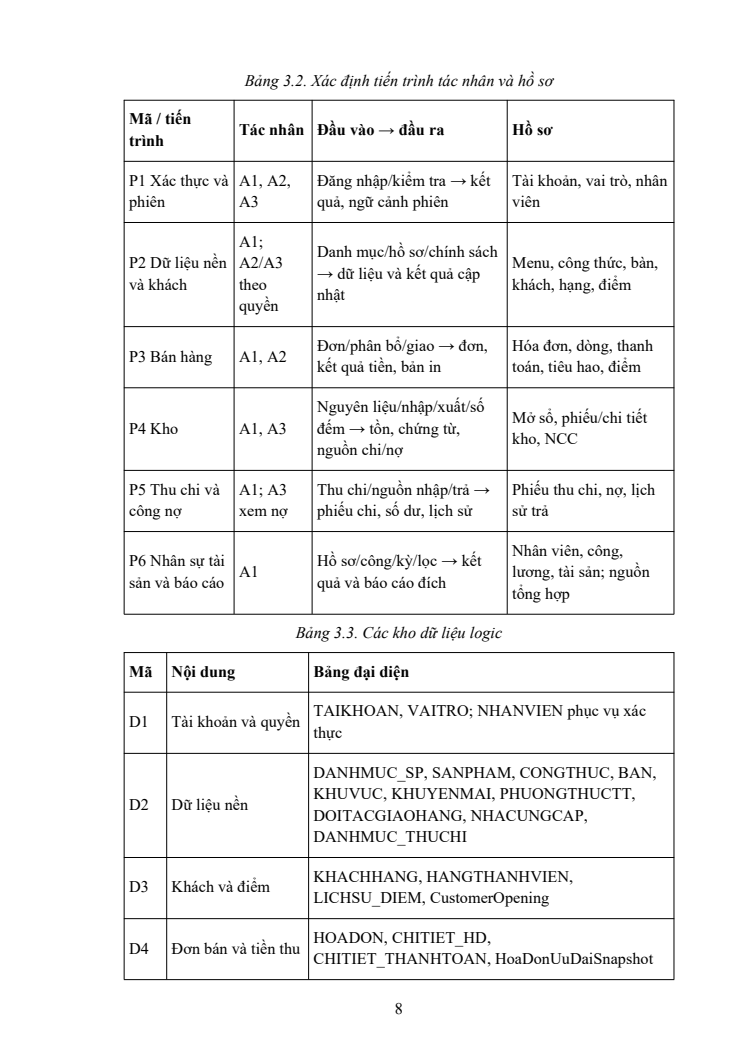 Bảng 3.2. Xác định tiến trình tác nhân và hồ sơ
Mã / tiến
trình
Tác nhân
Đầu vào → đầu ra
Hồ sơ
P1 Xác thực và
phiên
A1, A2,
A3
Đăng nhập/kiểm tra → kết
quả, ngữ cảnh phiên
Tài khoản, vai trò, nhân
viên
P2 Dữ liệu nền
và khách
A1;
A2/A3
theo
quyền
Danh mục/hồ sơ/chính sách
→ dữ liệu và kết quả cập
nhật
Menu, công thức, bàn,
khách, hạng, điểm
P3 Bán hàng
A1, A2
Đơn/phân bổ/giao → đơn,
kết quả tiền, bản in
Hóa đơn, dòng, thanh
toán, tiêu hao, điểm
P4 Kho
A1, A3
Nguyên liệu/nhập/xuất/số
đếm → tồn, chứng từ,
nguồn chi/nợ
Mở sổ, phiếu/chi tiết
kho, NCC
P5 Thu chi và
công nợ
A1; A3
xem nợ
Thu chi/nguồn nhập/trả →
phiếu chi, số dư, lịch sử
Phiếu thu chi, nợ, lịch
sử trả
P6 Nhân sự tài
sản và báo cáo
A1
Hồ sơ/công/kỳ/lọc → kết
quả và báo cáo đích
Nhân viên, công,
lương, tài sản; nguồn
tổng hợp
Bảng 3.3. Các kho dữ liệu logic
Mã
Nội dung
Bảng đại diện
D1
Tài khoản và quyền
TAIKHOAN, VAITRO; NHANVIEN phục vụ xác
thực
D2
Dữ liệu nền
DANHMUC_SP, SANPHAM, CONGTHUC, BAN,
KHUVUC, KHUYENMAI, PHUONGTHUCTT,
DOITACGIAOHANG, NHACUNGCAP,
DANHMUC_THUCHI
D3
Khách và điểm
KHACHHANG, HANGTHANHVIEN,
LICHSU_DIEM, CustomerOpening
D4
Đơn bán và tiền thu
HOADON, CHITIET_HD,
CHITIET_THANHTOAN, HoaDonUuDaiSnapshot
8